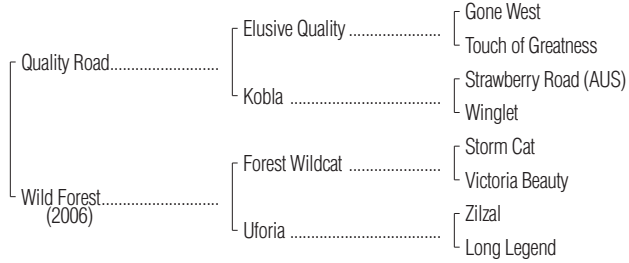 Gone West
Elusive Quality ......................
Touch of Greatness
Quality Road..........................
Strawberry Road (AUS)
Kobla ....................................
Winglet
Storm Cat
Forest Wildcat ......................
Victoria Beauty
Wild Forest............................
(2006)
Zilzal
Uforia ....................................
Long Legend